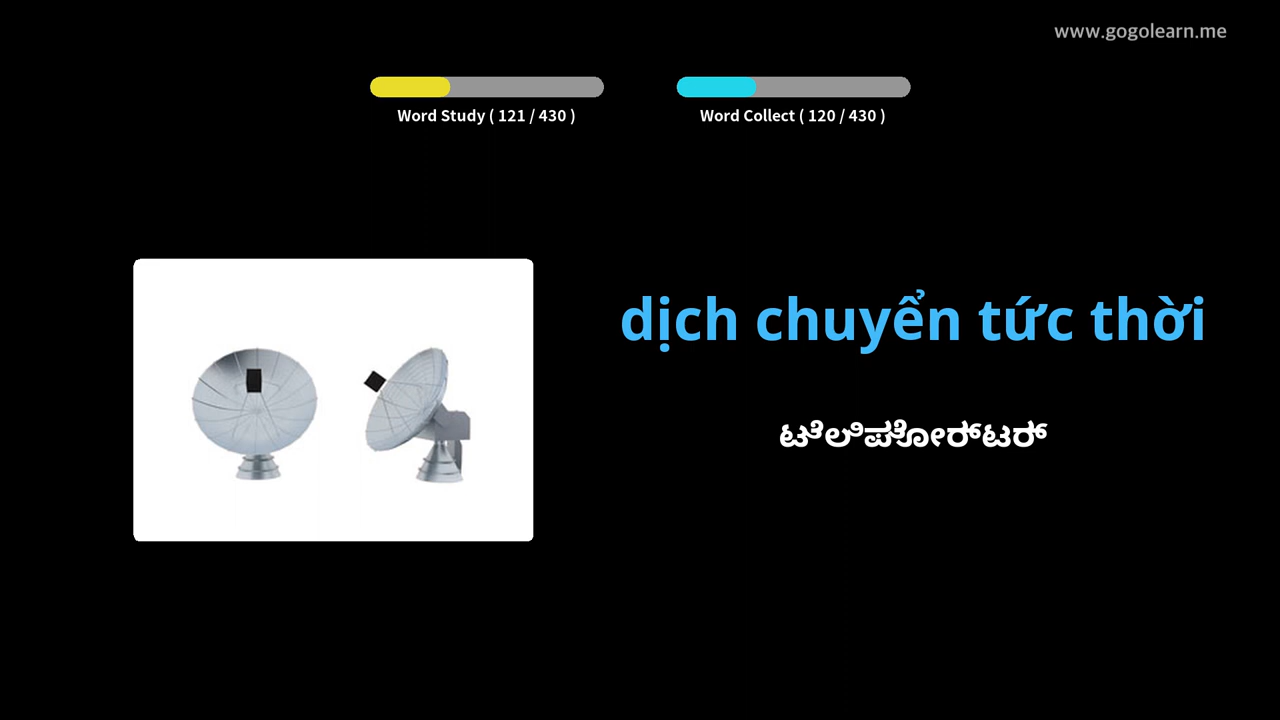 www.gogolearn.me
Word Study ( 121 / 430 )
Word Collect ( 120 / 430 )
dịch chuyển tức thời
ಟೆಲಿಪೋರ್ಟರ್